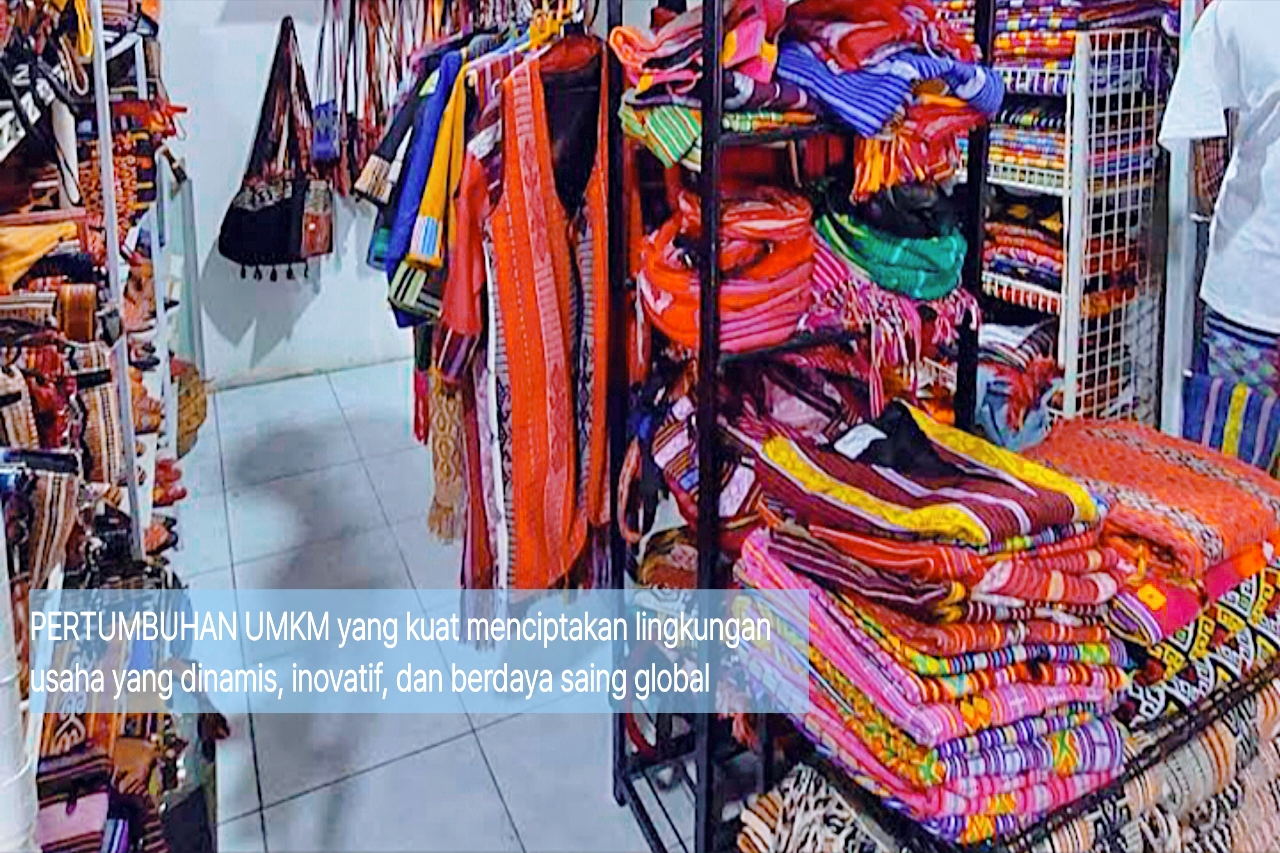 PERTUMBUHAN UMKM yang kuat menciptakan lingkungan
usaha yang dinamis, inovatif, dan berdaya saing global